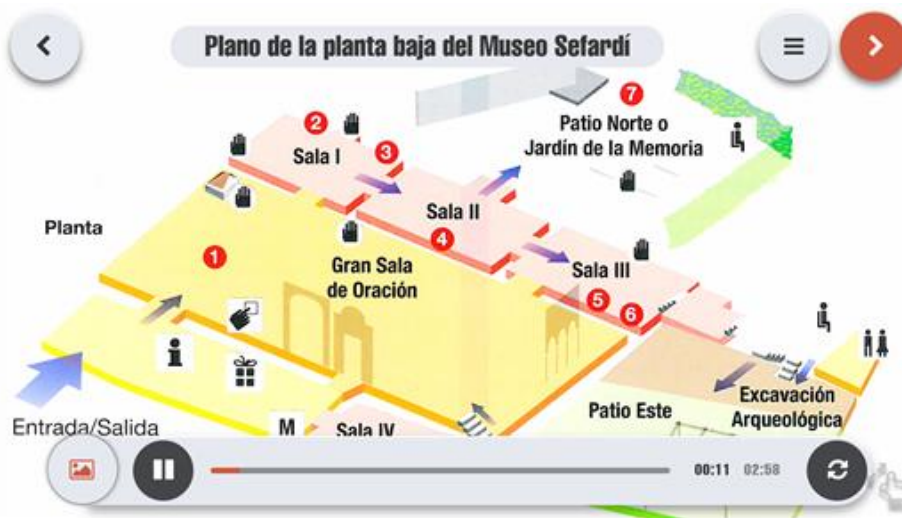 Plano de la planta baja del Museo Sefardí
7
Patio Norte o
Jardín de la Memoria
2
Sala I
3
Sala II
4
Planta
1
Gran Sala
de Oración
Sala III
5
6
Excavación
Arqueológica
Patio Este
Entrada/Salida
M
Sala IV
00:11 02:58